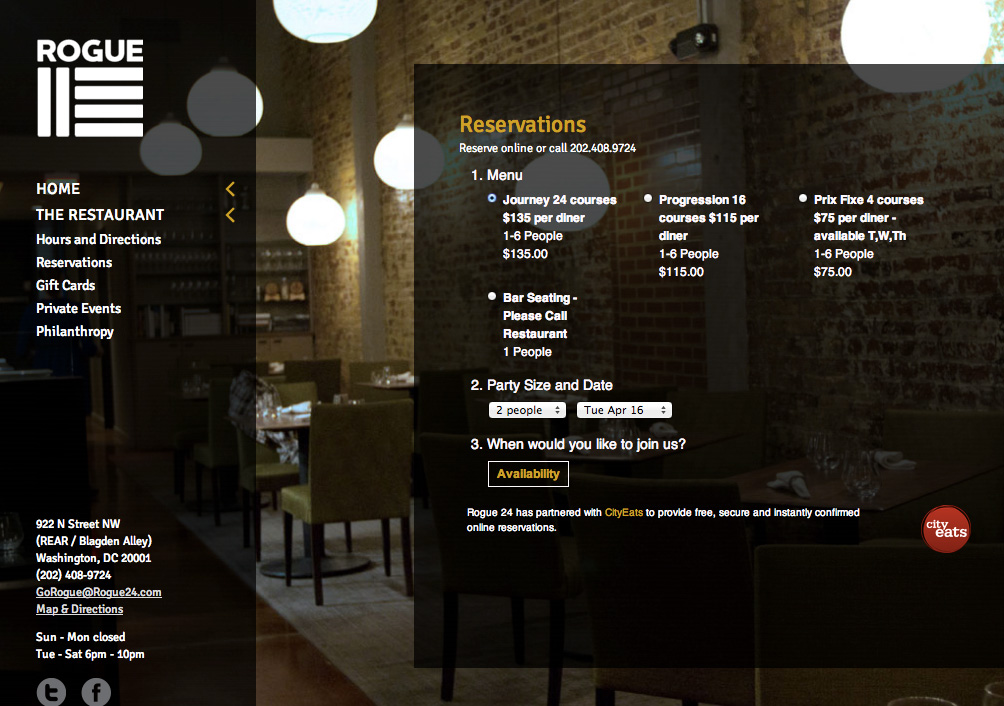 ROGUE
HOME
THE RESTAURANT
Hours and Directions
Reservations
Gift Cards
Private Events
Philanthropy
922 N Street NW
(REAR / Blagden Alley)
Washington, DC 20001
(202) 408-9724
GoRogue@Rogue24.com
Map & Directions
Sun - Mon closed
Tue - Sat 6pm - 10pm
Reservations
Reserve online or call 202.408.9724
1. Menu
Journey 24 courses
$135 per diner
1-6 People
$135.00
Progression 16
courses $115 per
diner
1-6 People
$115.00
Prix Fixe 4 courses
$75 per diner -
available T,W,Th
1-6 People
$75.00
Bar Seating -
Please Call
Restaurant
1 People
2. Party Size and Date
2 people
Tue Apr 16
3. When would you like to join us?
Availability
Rogue 24 has partnered with CityEats to provide free, secure and instantly confirmed
online reservations.
city
eats